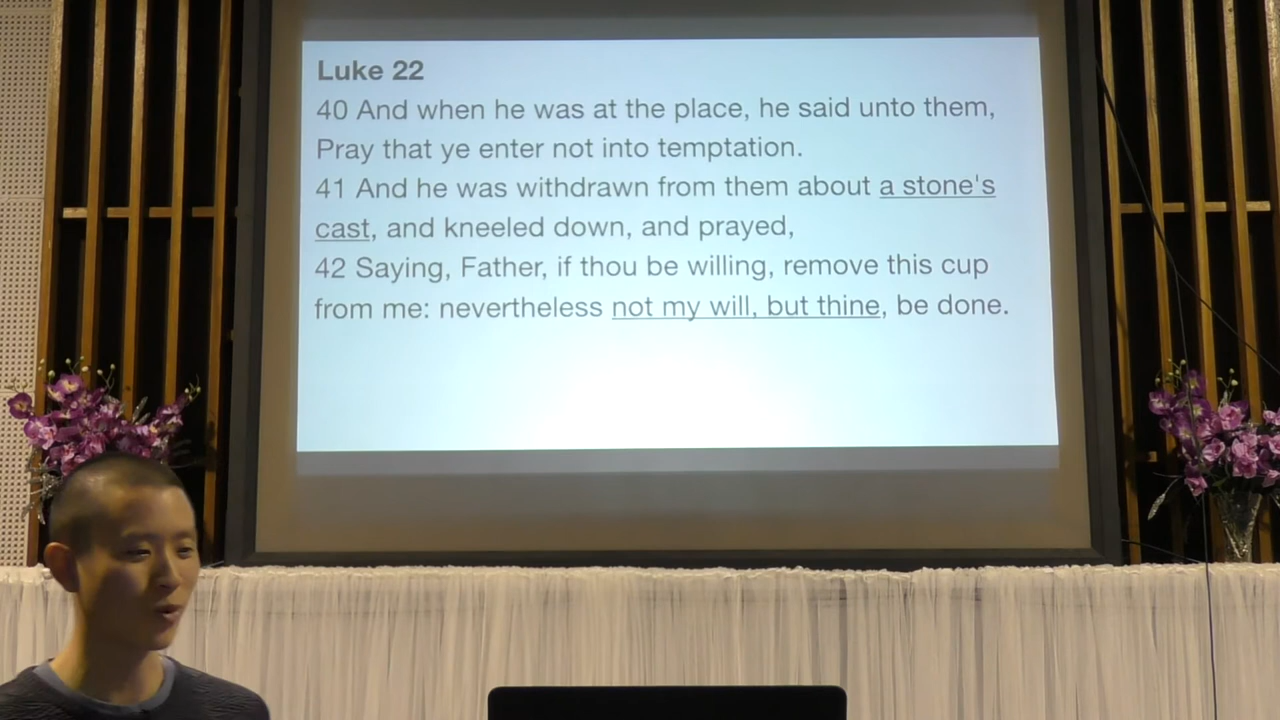 Luke 22
40 And when he was at the place, he said unto them,
Pray that ye enter not into temptation.
41 And he was withdrawn from them about a stone's
cast, and kneeled down, and prayed,
42 Saying, Father, if thou be willing, remove this cup
from me: nevertheless not my will, but thine, be done.